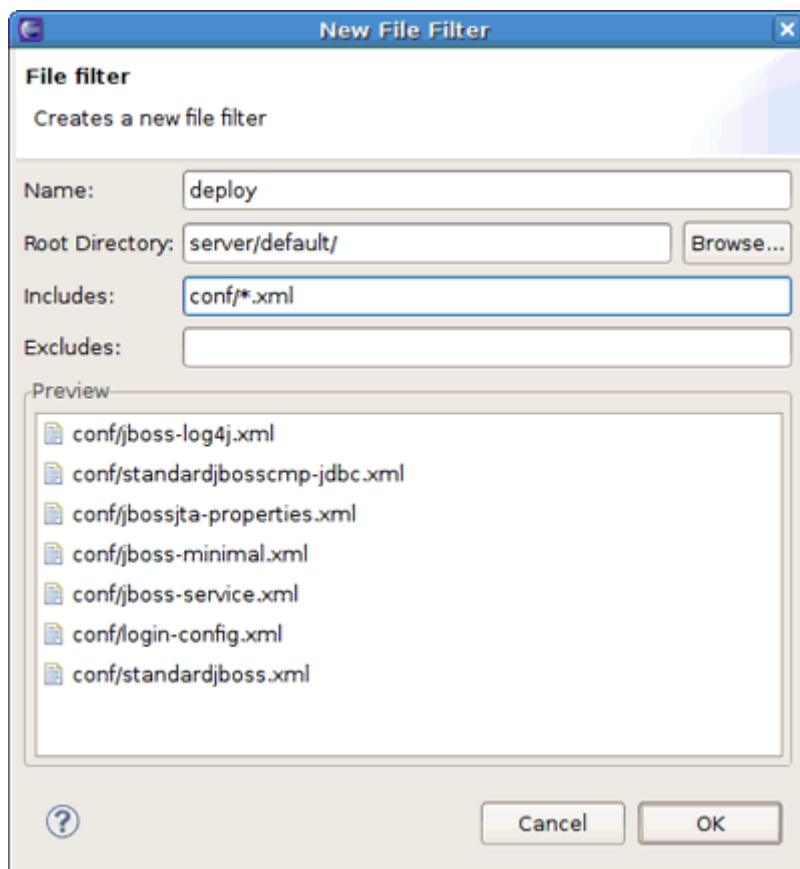 New File Filter
File filter
Creates a new file filter
Name: deploy
Root Directory: server/default/ Browse...
Includes: conf/*.xml
Excludes:
Preview
conf/jboss-log4j.xml
conf/standardjbosscmp-jdbc.xml
conf/jbossjta-properties.xml
conf/jboss-minimal.xml
conf/jboss-service.xml
conf/login-config.xml
conf/standardjboss.xml
? Cancel OK